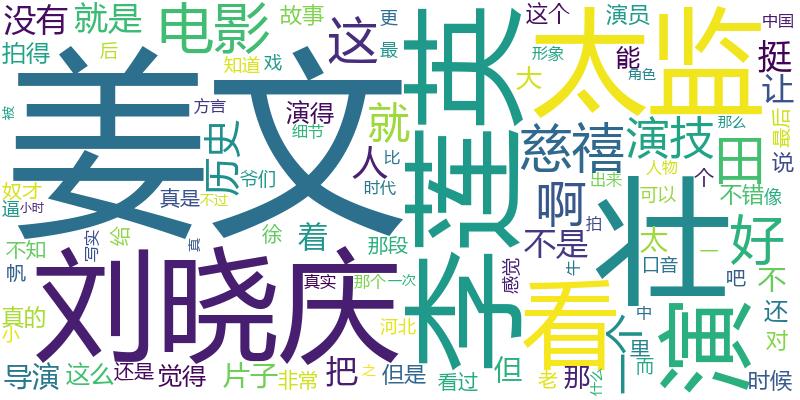 没有
就是
电影
故事
更
这
最
这个
演员
中国
拍得
后
知道
戏
大
形象
能
角色
挺
让
姜文
李莲英
太监
被
方言
演得
细节
就
历史
慈禧
演技
那么
最后
说
人
比
时代
爷们
田
人物
个
奴才
真是
不过
出来
可以
不错
像
逼
小时
啊
壮
不知
写实
给
真
徐
着
那段
不是
拍
太
一
好
帆
刘晓庆
真实
那个
一次
感觉
牛
口音
吧
不
看
真的
小
河北
中
还
一个
里
而
对
演
导演
这么
还是
觉得
片子
非常
把
之
但是
看过
但
老
那
什么
时候